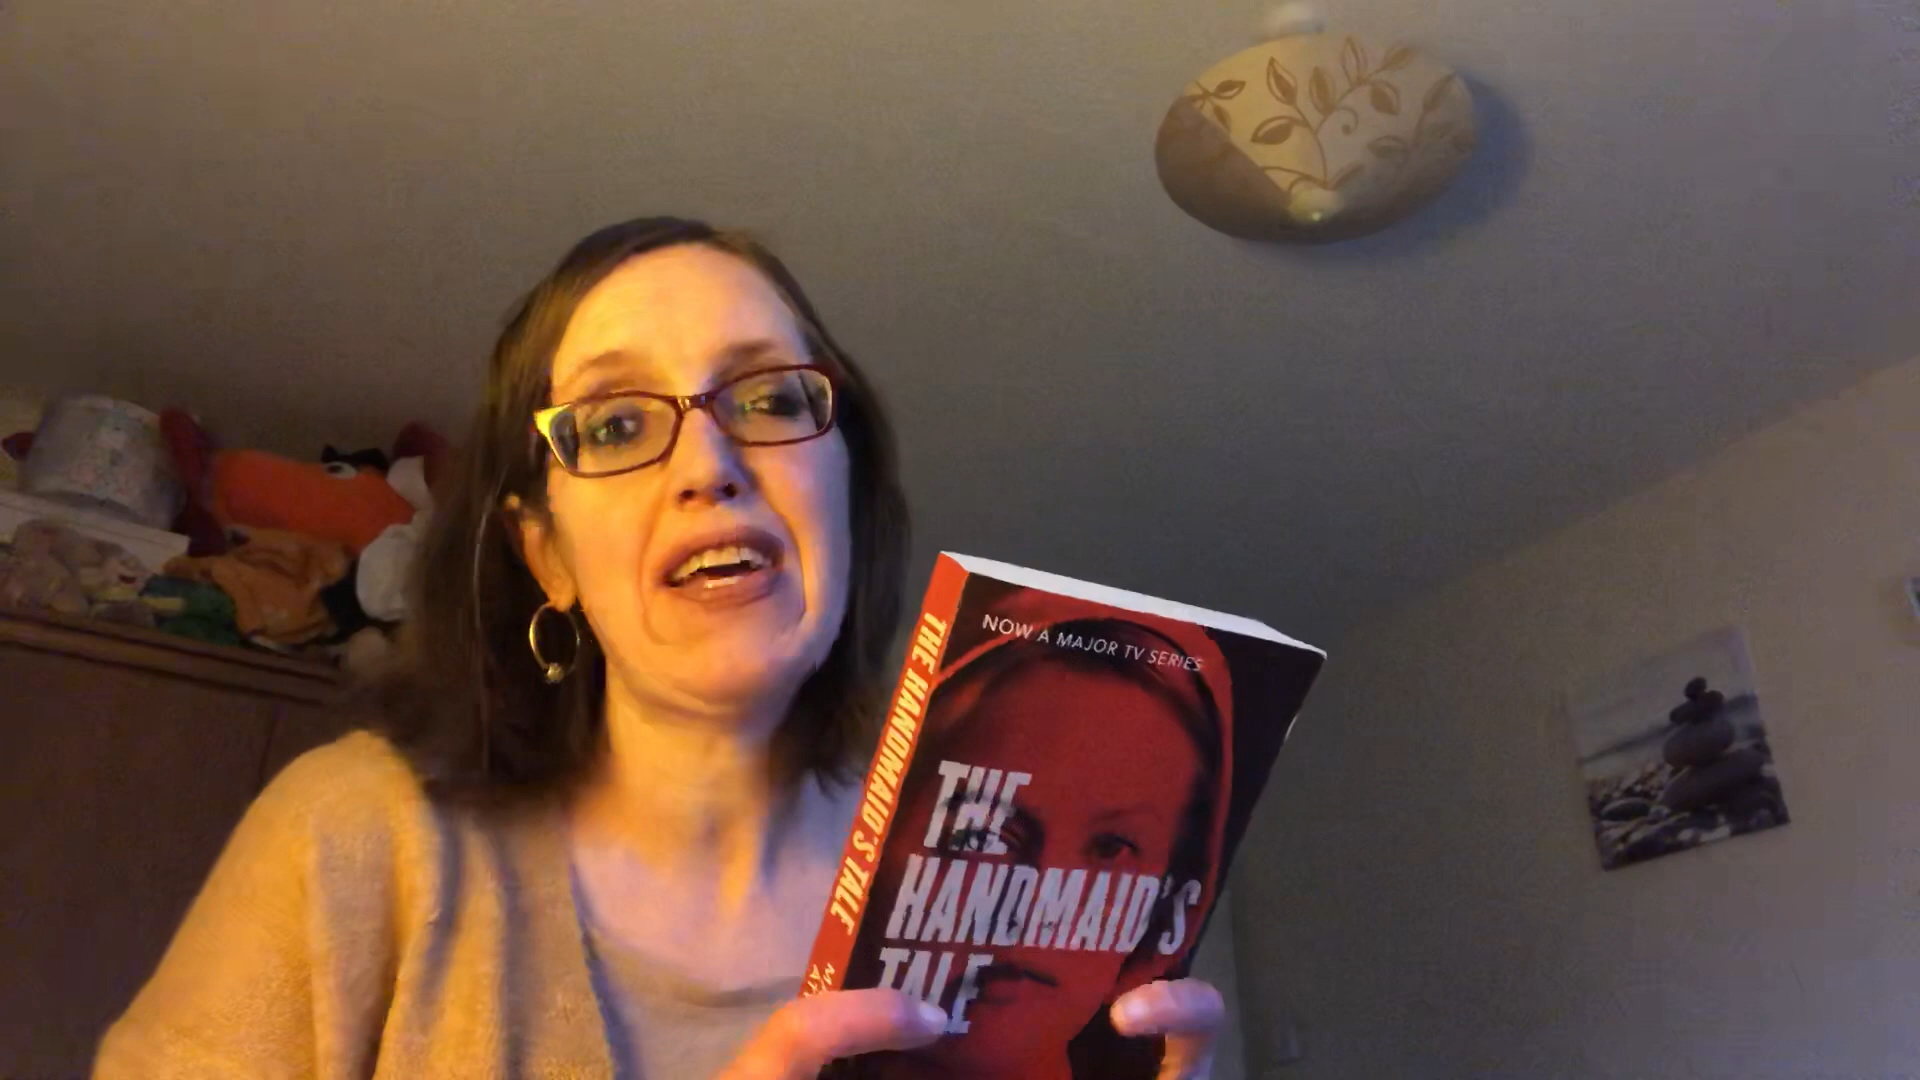 NOW A MAJOR TV SERIES
THE
HANDMAID'S
TALE
THE HANDMAID'S TALE